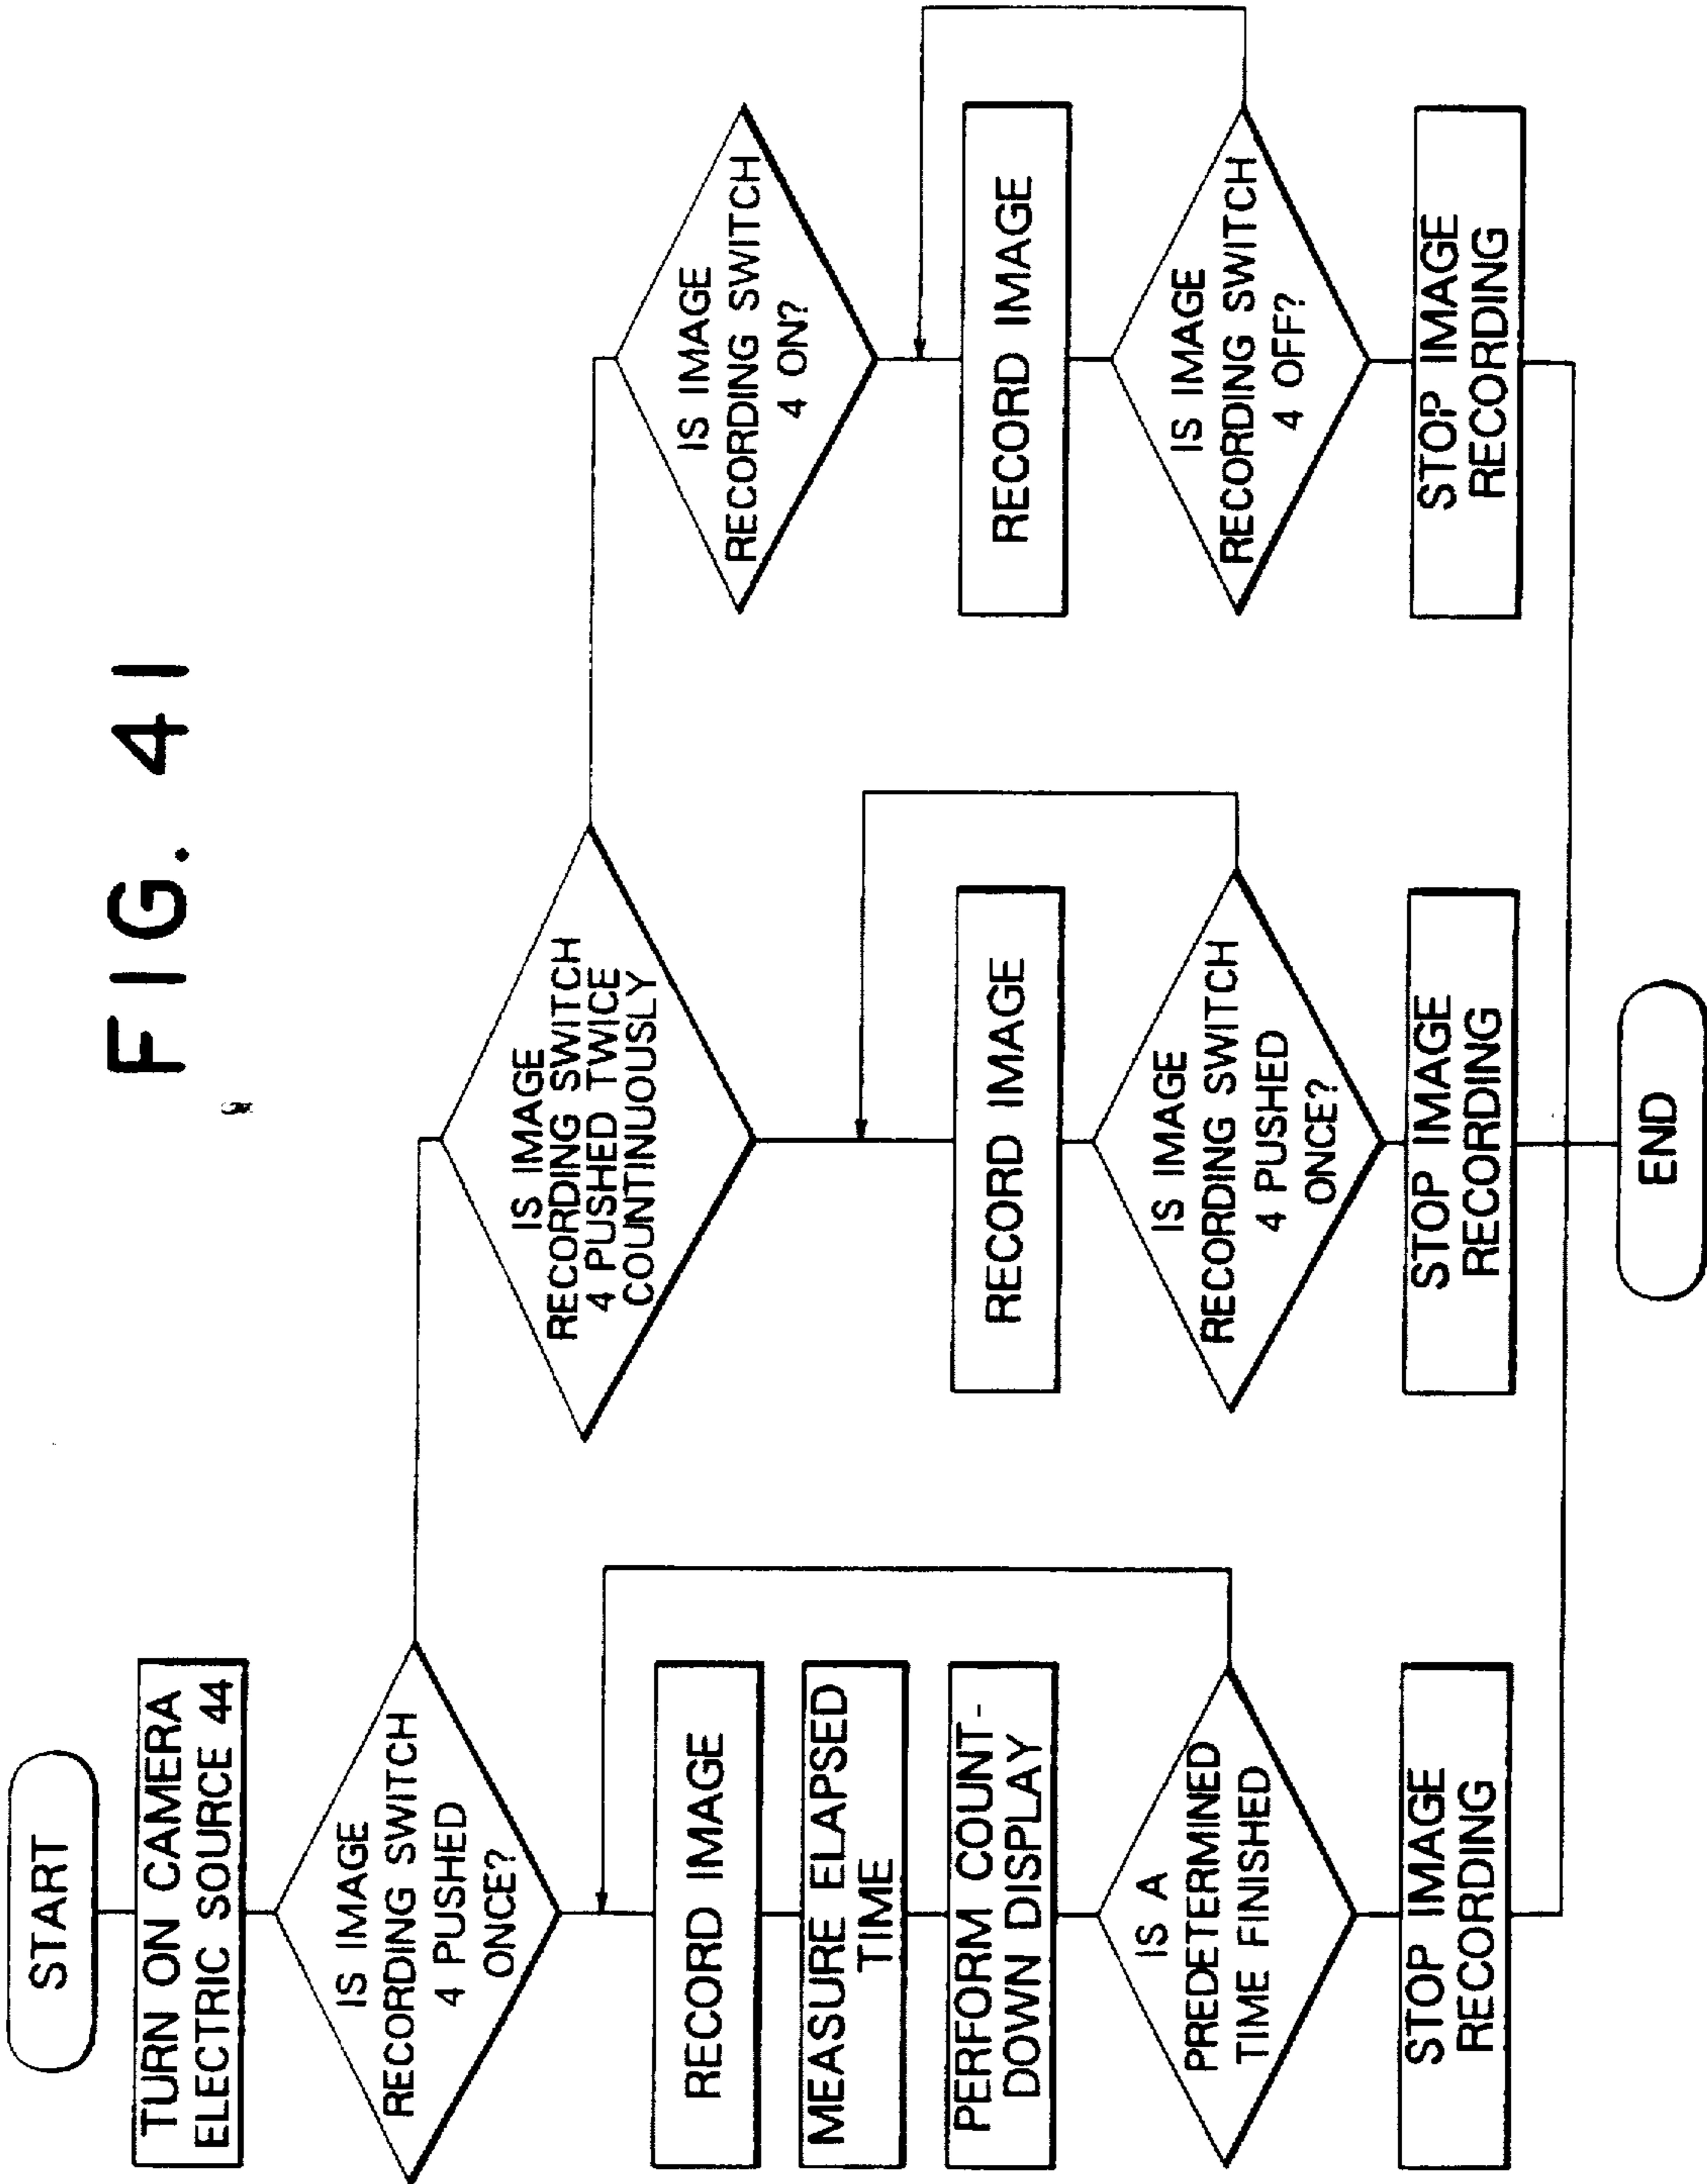 FIG. 41
START
TURN ON CAMERA
ELECTRIC SOURCE 44
IS IMAGE
RECORDING SWITCH
4 PUSHED
ONCE?
RECORD IMAGE
MEASURE ELAPSED
TIME
PERFORM COUNT-
DOWN DISPLAY
IS A
PREDETERMINED
TIME FINISHED
STOP IMAGE
RECORDING
IS IMAGE
RECORDING SWITCH
4 PUSHED TWICE
COUNTINUOUSLY
RECORD IMAGE
IS IMAGE
RECORDING SWITCH
4 PUSHED
ONCE?
STOP IMAGE
RECORDING
IS IMAGE
RECORDING SWITCH
4 ON?
RECORD IMAGE
IS IMAGE
RECORDING SWITCH
4 OFF?
STOP IMAGE
RECORDING
END